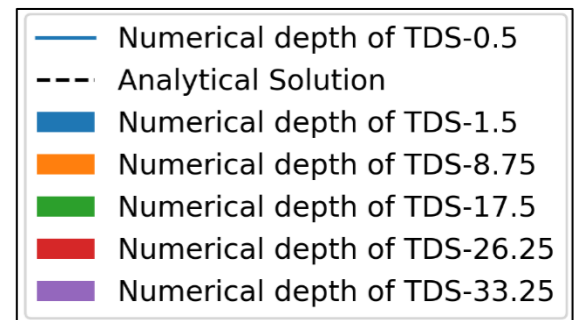 Numerical depth of TDS-0.5
Analytical Solution
Numerical depth of TDS-1.5
Numerical depth of TDS-8.75
Numerical depth of TDS-17.5
Numerical depth of TDS-26.25
Numerical depth of TDS-33.25